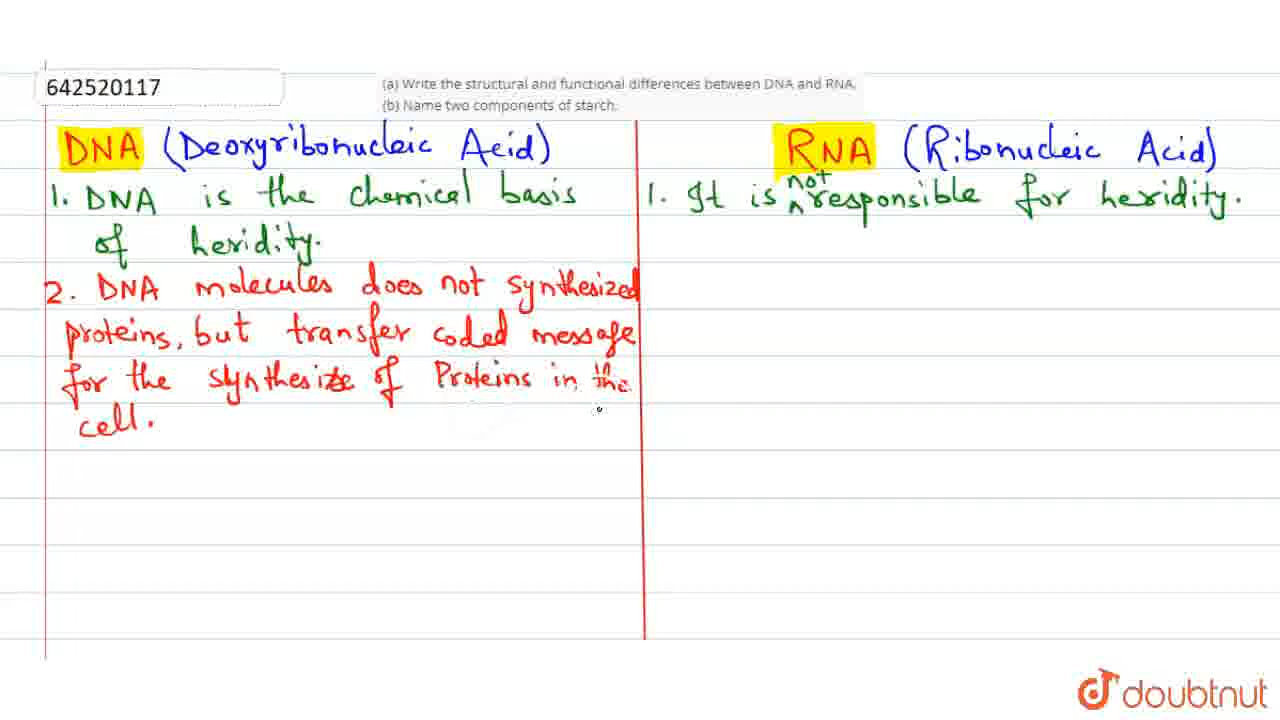 642520117
(a) Write the structural and functional differences between DNA and RNA.
(b) Name two components of starch.
DNA (Deoxyribonucleic Acid)
1. DNA is the chemical basis
of heridity.
2. DNA molecules does not synthesized
proteins, but transfer coded message
for the synthesize of Proteins in the
cell.
RNA (Ribonucleic Acid)
1. It is not responsible for heridity.
doubtnut